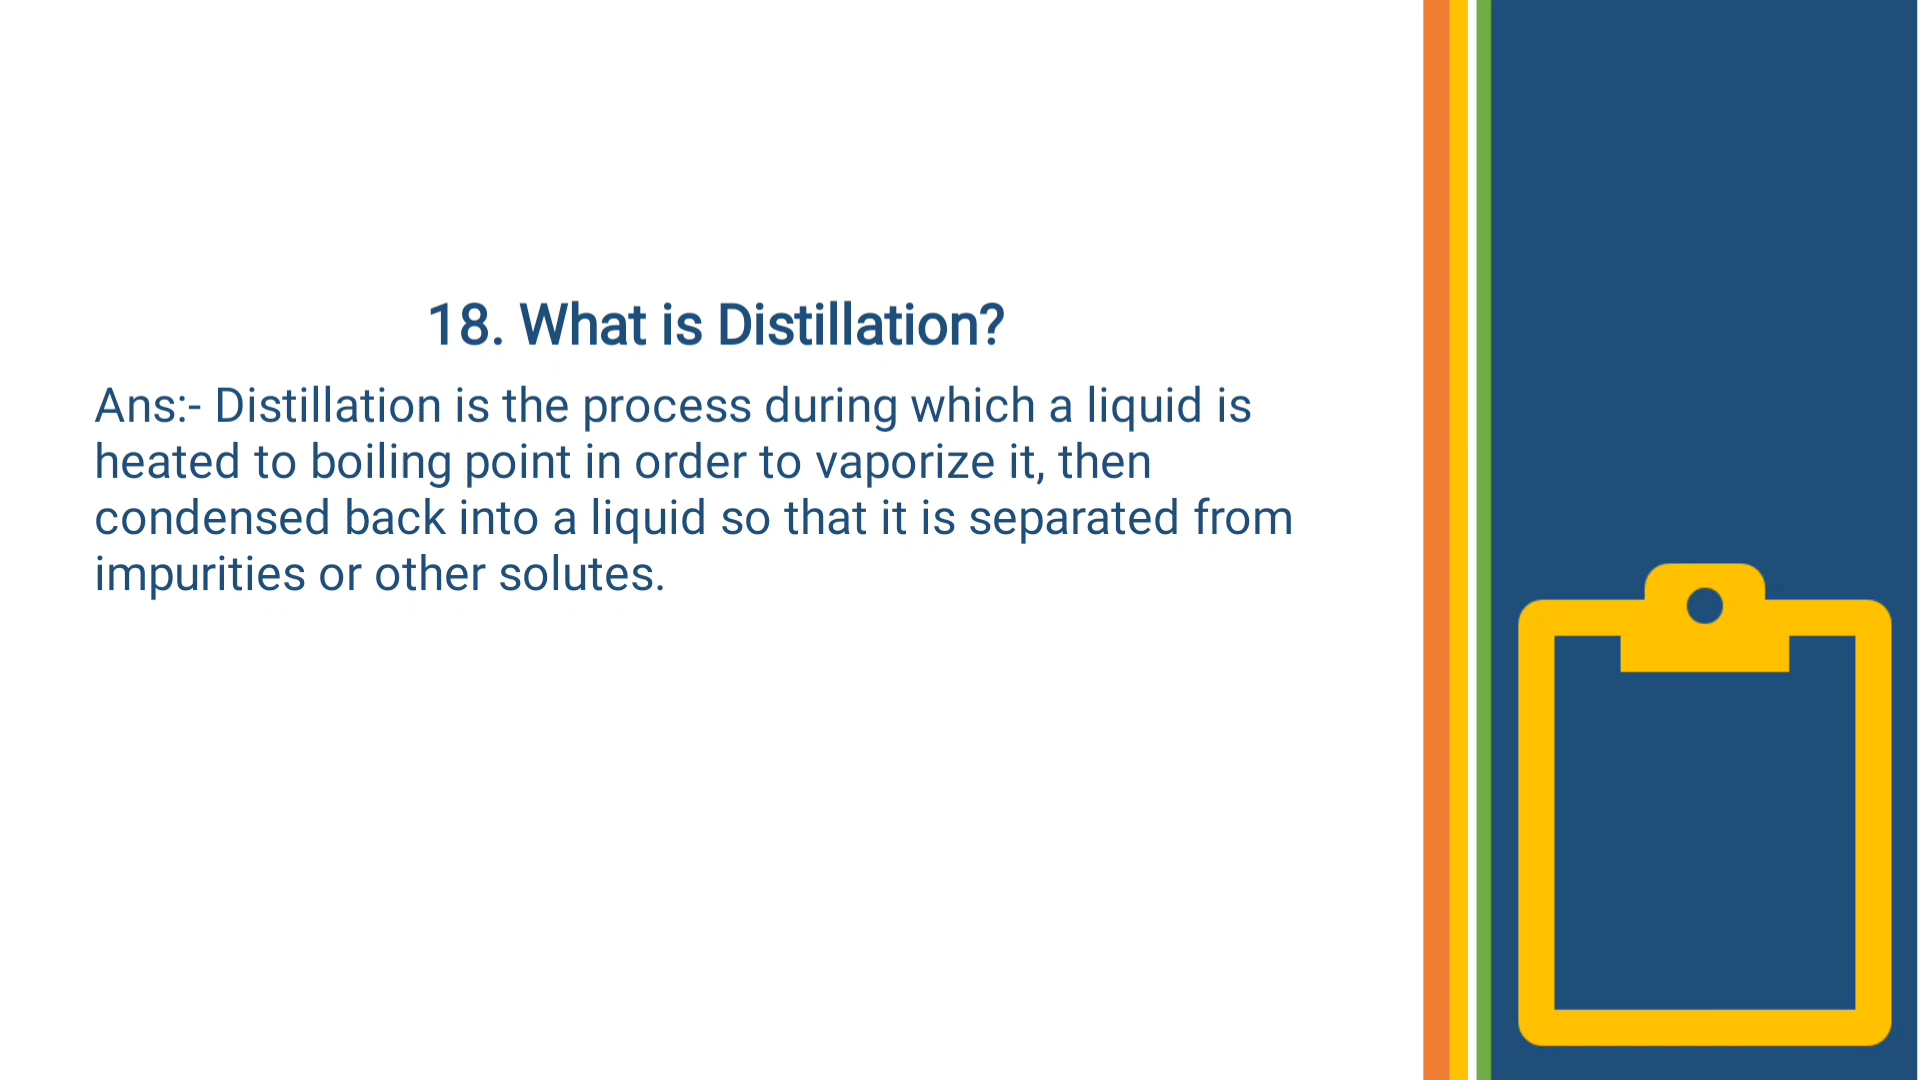 18. What is Distillation?
Ans:- Distillation is the process during which a liquid is
heated to boiling point in order to vaporize it, then
condensed back into a liquid so that it is separated from
impurities or other solutes.